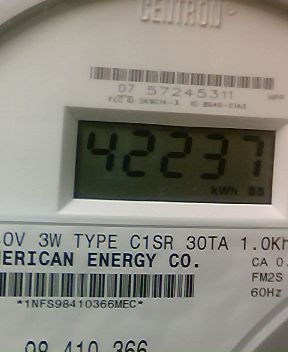 CENTRON
07 57245311
42237
kWh
0V 3W TYPE C1SR 30TA 1.0Kh
ERICAN ENERGY CO.
CA 0.
FM2S
60Hz
*1NFS98410366MEC*
98 410 366